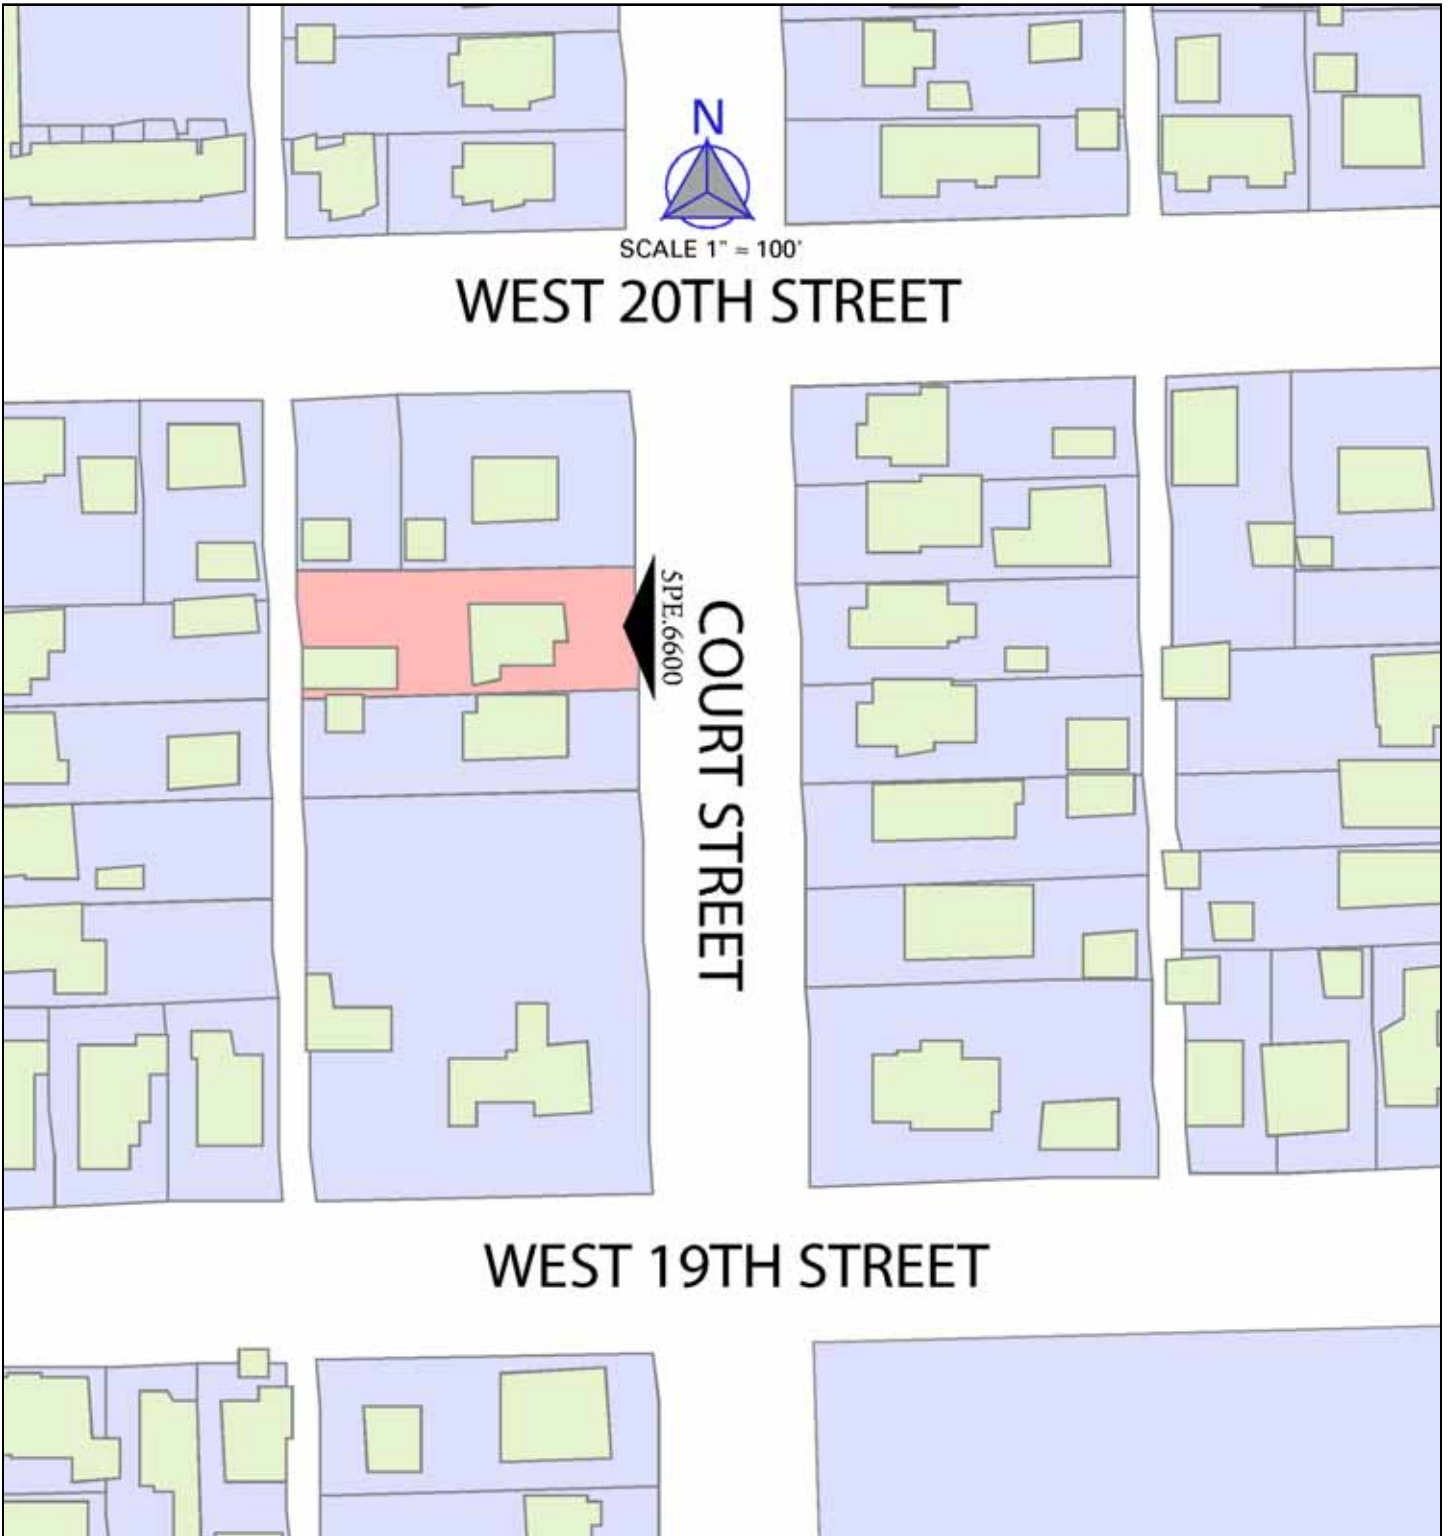 N
SCALE 1" = 100'
WEST 20TH STREET
SPE.6600
COURT STREET
WEST 19TH STREET